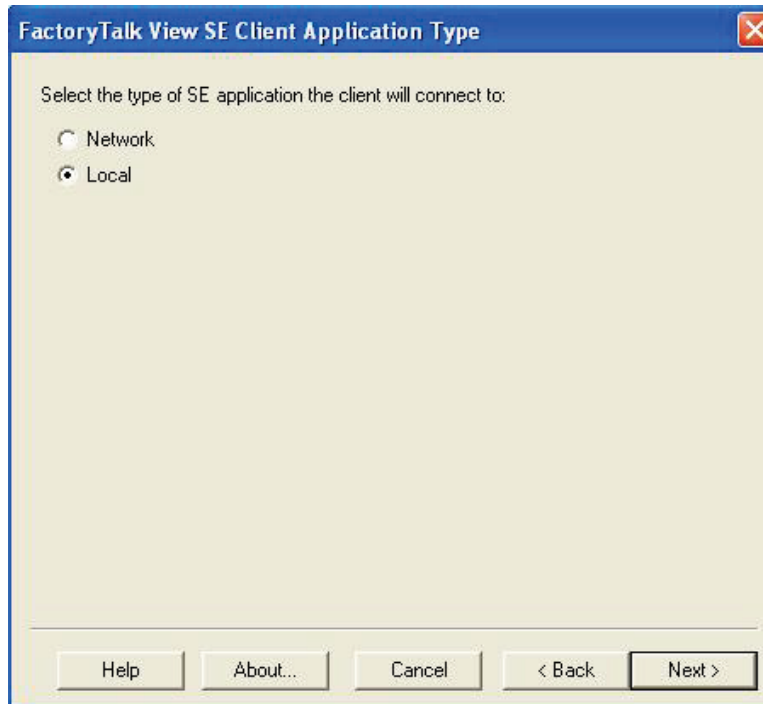 FactoryTalk View SE Client Application Type
Select the type of SE application the client will connect to:
Network
Local
Help About... Cancel < Back Next >